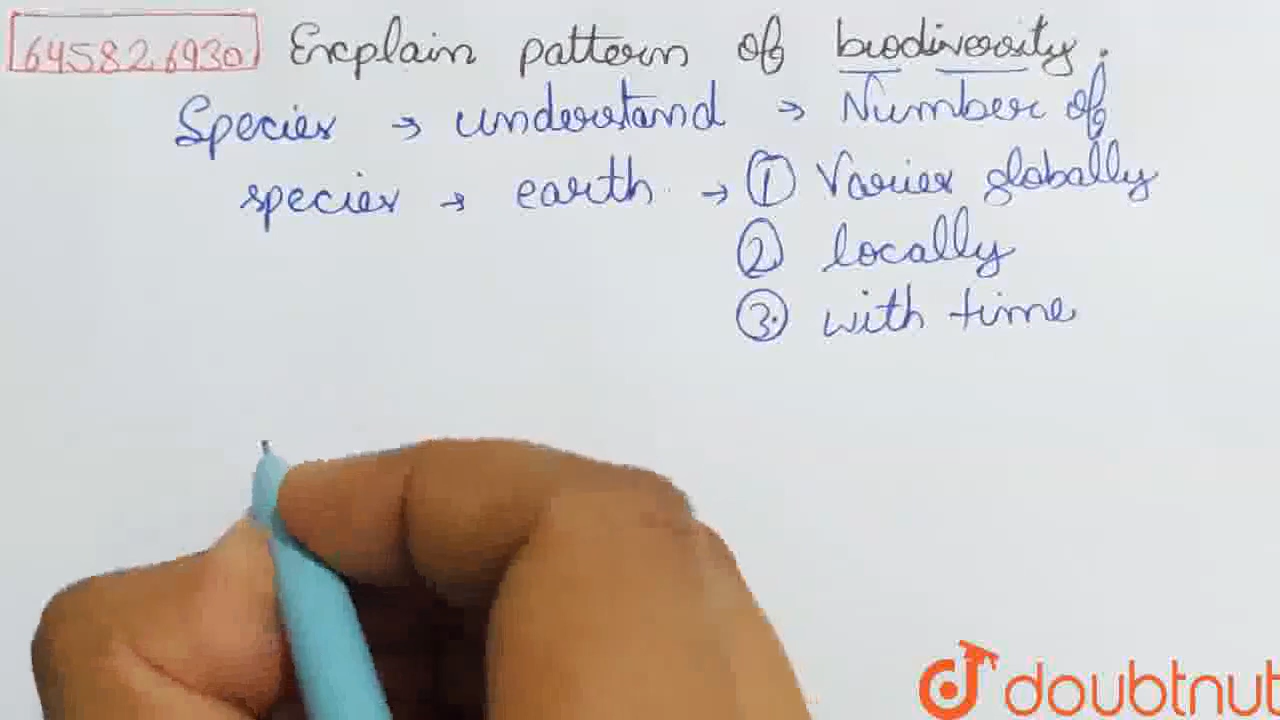 645826930 Explain pattern of biodiversity.
Species → understand → Number of
species → earth → ① Varies globally
② locally
③ with time
doubtnut